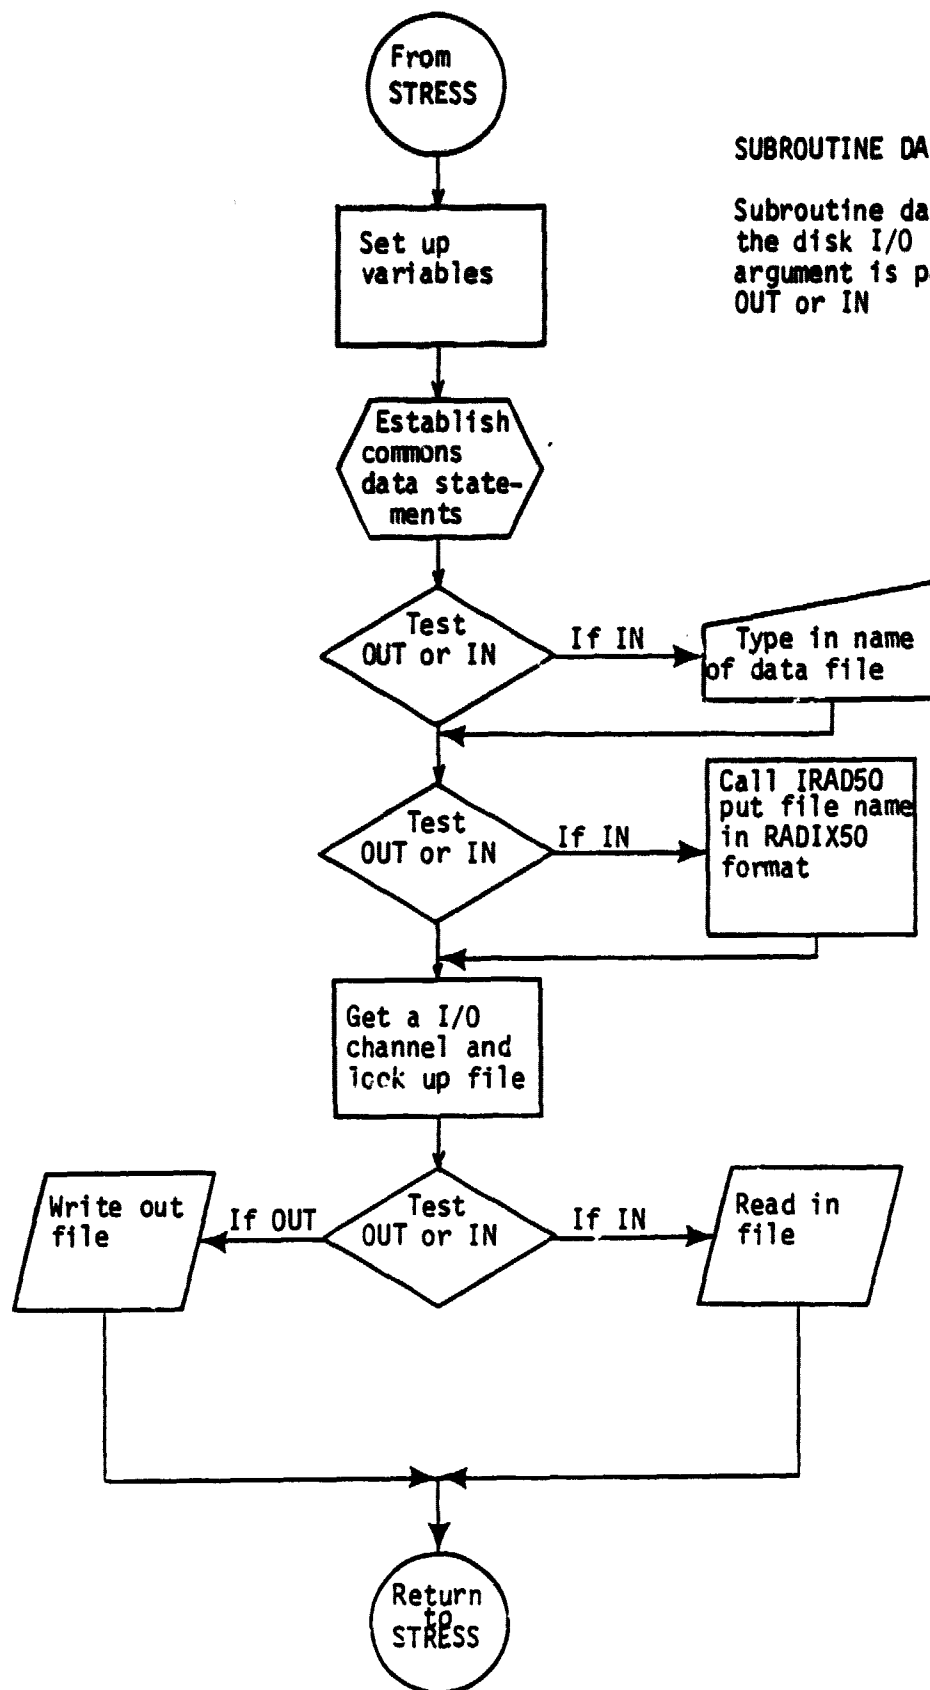 From
STRESS
SUBROUTINE DA
Subroutine da
the disk I/O
argument is p
OUT or IN
Set up
variables
Establish
commons
data state-
ments
Test
OUT or IN
If IN
Type in name
of data file
Test
OUT or IN
If IN
Call IRAD50
put file name
in RADIX50
format
Get a I/O
channel and
look up file
Write out
file
If OUT
Test
OUT or IN
If IN
Read in
file
Return
to
STRESS